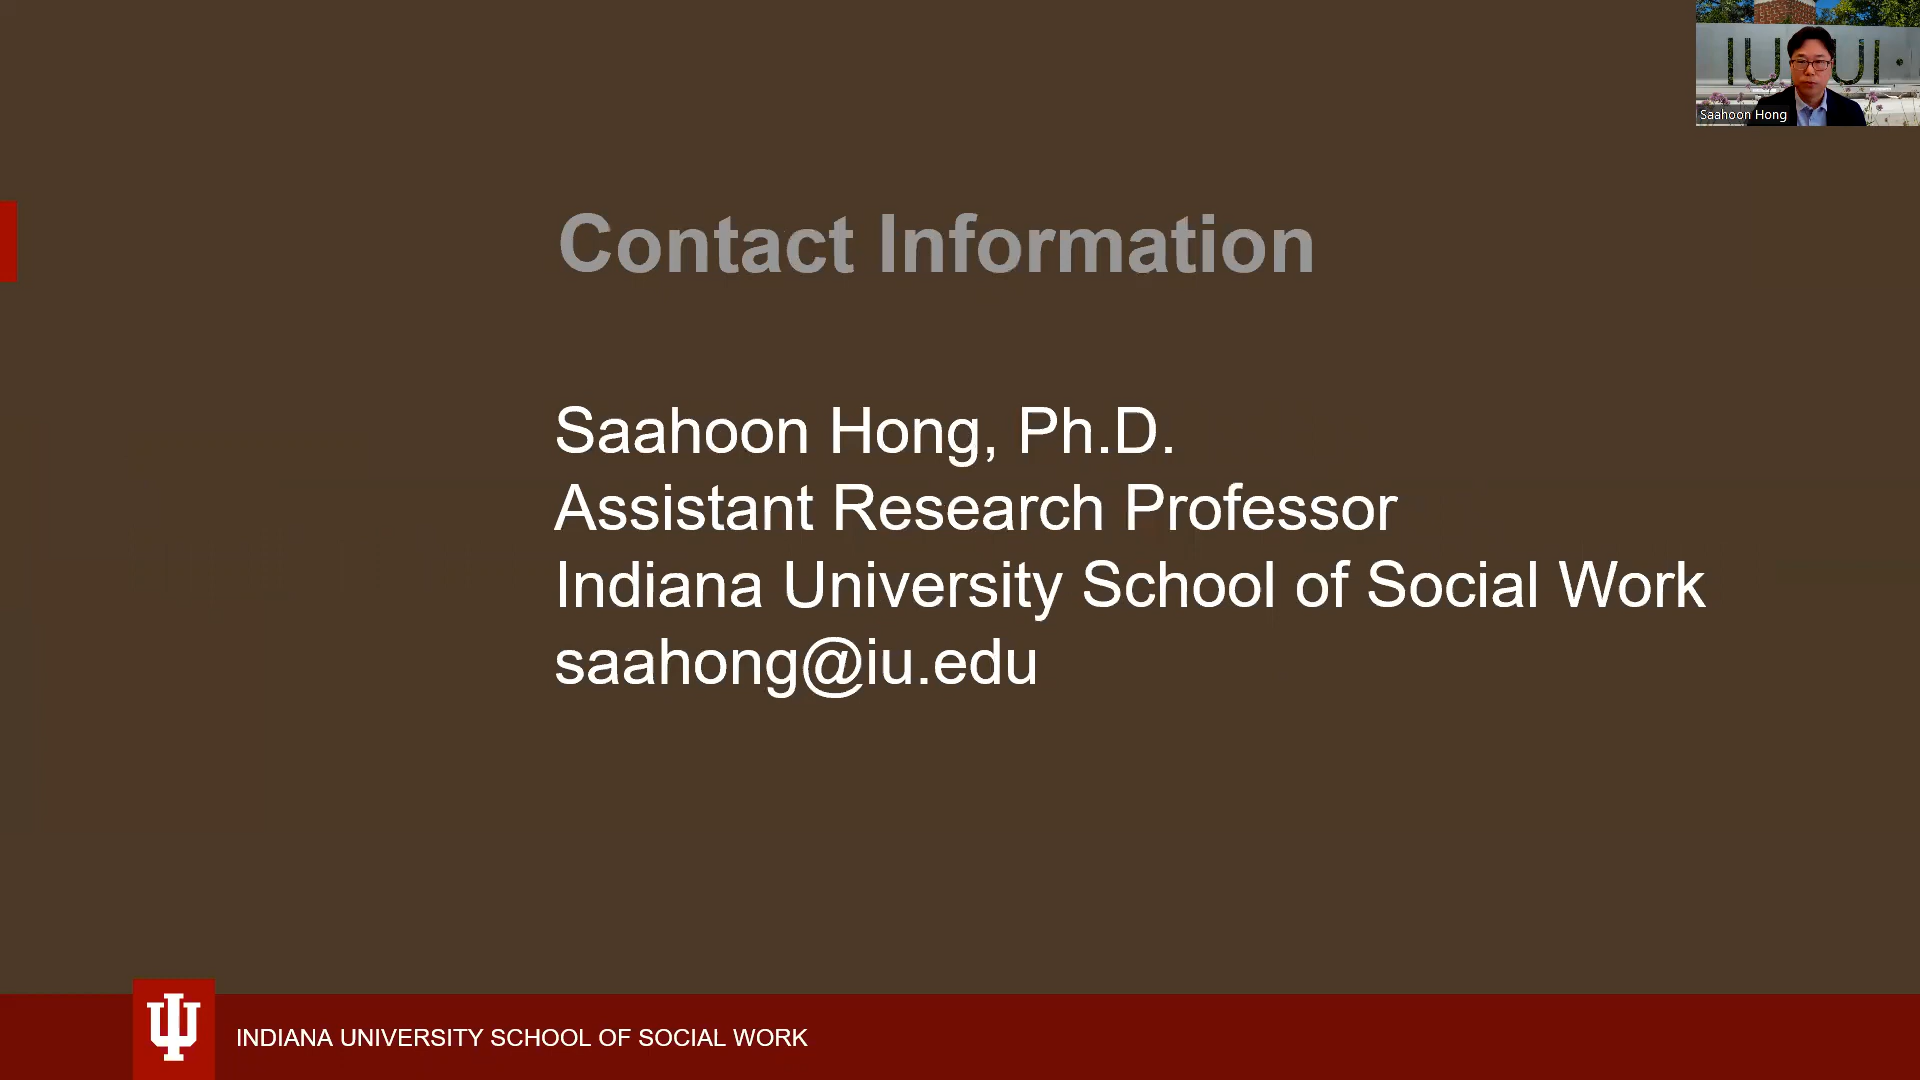 IUPUI
Saahoon Hong
Contact Information
Saahoon Hong, Ph.D.
Assistant Research Professor
Indiana University School of Social Work
saahong@iu.edu
INDIANA UNIVERSITY SCHOOL OF SOCIAL WORK